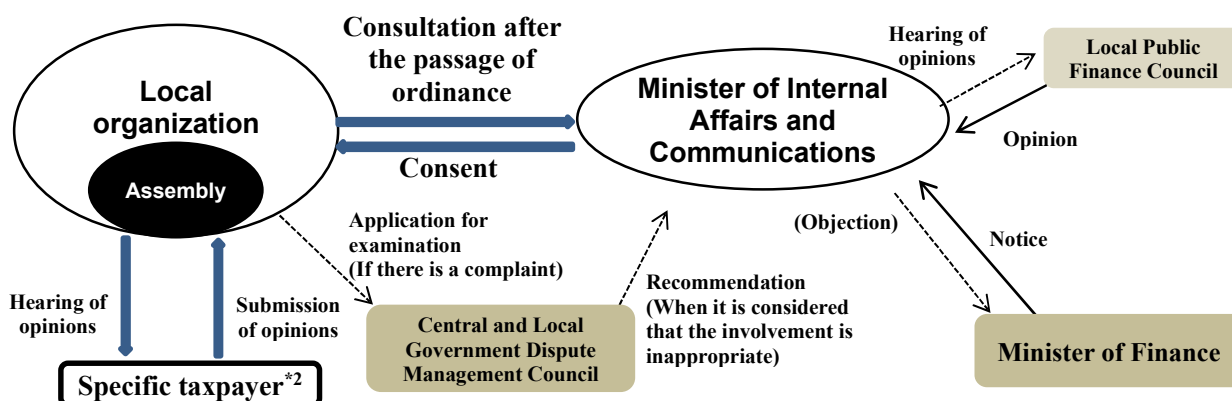 Consultation after
the passage of
ordinance
Hearing of
opinions
Local Public
Finance Council
Local
organization
Minister of Internal
Affairs and
Communications
Opinion
Consent
Assembly
Application for
examination
(If there is a complaint)
(Objection)
Notice
Hearing of
opinions
Submission
of opinions
Recommendation
(When it is considered
that the involvement is
inappropriate)
Central and Local
Government Dispute
Management Council
Minister of Finance
Specific taxpayer*2